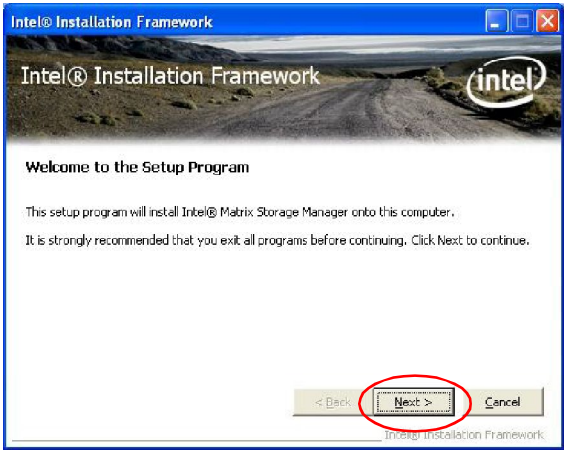 Intel® Installation Framework
Intel® Installation Framework
intel
Welcome to the Setup Program
This setup program will install Intel® Matrix Storage Manager onto this computer.
It is strongly recommended that you exit all programs before continuing. Click Next to continue.
< Back Next > Cancel
Intel® Installation Framework